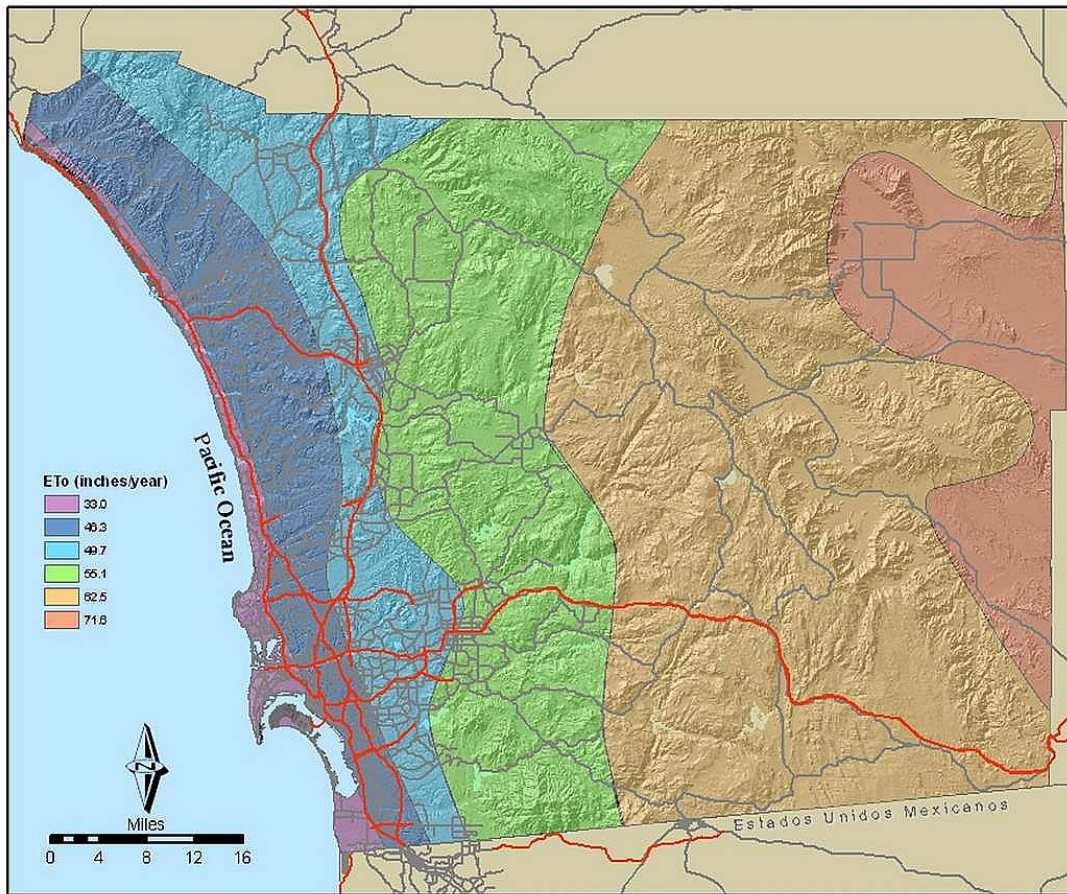 Pacific Ocean
ETo (inches/year)
33.0
46.3
49.7
55.1
62.5
71.6
N
Miles
0 4 8 12 16
Estados Unidos Mexicanos